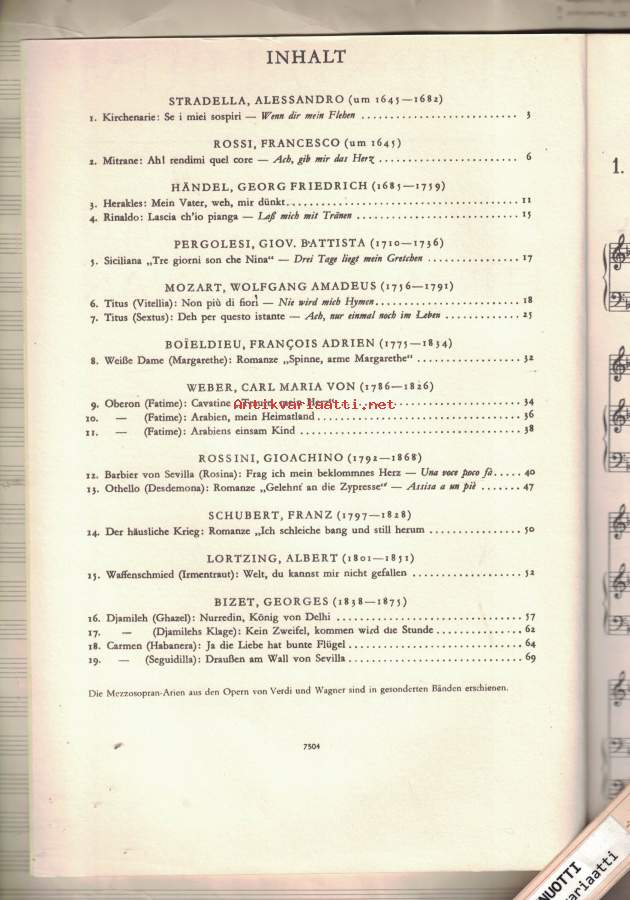 INHALT
STRADELLA, ALESSANDRO (um 1645—1682)
1. Kirchenarie: Se i miei sospiri — Wenn dir mein Flehen 3
ROSSI, FRANCESCO (um 1645)
2. Mitrane: Ah! rendimi quel core — Ach, gib mir das Herz 6
HÄNDEL, GEORG FRIEDRICH (1685—1759)
3. Herakles: Mein Vater, weh, mir dünkt 11
4. Rinaldo: Lascia ch'io pianga — Laß mich mit Tränen 15
PERGOLESI, GIOV. BATTISTA (1710—1736)
5. Siciliana „Tre giorni son che Nina“ — Drei Tage liegt mein Gretchen 17
MOZART, WOLFGANG AMADEUS (1756—1791)
6. Titus (Vitellia): Non più di fiori — Nie wird mich Hymen 18
7. Titus (Sextus): Deh per questo istante — Ach, nur einmal noch im Leben 25
BOÏELDIEU, FRANÇOIS ADRIEN (1775—1834)
8. Weiße Dame (Margarethe): Romanze „Spinne, arme Margarethe“ 32
WEBER, CARL MARIA VON (1786—1826)
9. Oberon (Fatime): Cavatine „Traure, mein Herz“ 34
Antikvariaatti.net
10. — (Fatime): Arabien, mein Heimatland 36
11. — (Fatime): Arabiens einsam Kind 38
ROSSINI, GIOACHINO (1792—1868)
12. Barbier von Sevilla (Rosina): Frag ich mein beklommnes Herz — Una voce poco fà 40
13. Othello (Desdemona): Romanze „Gelehnt an die Zypresse“ — Assisa a un piè 47
SCHUBERT, FRANZ (1797—1828)
14. Der häusliche Krieg: Romanze „Ich schleiche bang und still herum 50
LORTZING, ALBERT (1801—1851)
15. Waffenschmied (Irmentraut): Welt, du kannst mir nicht gefallen 52
BIZET, GEORGES (1838—1875)
16. Djamileh (Ghazel): Nurredin, König von Delhi 57
17. — (Djamilehs Klage): Kein Zweifel, kommen wird die Stunde 62
18. Carmen (Habanera): Ja die Liebe hat bunte Flügel 64
19. — (Seguidilla): Draußen am Wall von Sevilla 69
Die Mezzosopran-Arien aus den Opern von Verdi und Wagner sind in gesonderten Bänden erschienen.
7504
1.
NUOTTI
variaatti